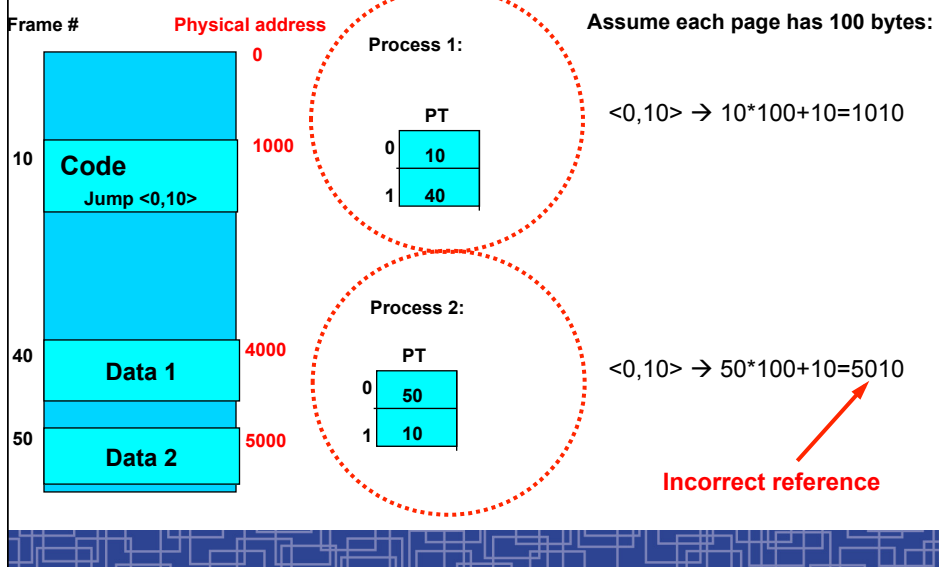 Frame #
Physical address
Assume each page has 100 bytes:
0
Process 1:
<0,10> → 10*100+10=1010
PT
10
Code
1000
0
10
Jump <0,10>
1
40
Process 2:
40
Data 1
4000
PT
<0,10> → 50*100+10=5010
0
50
50
Data 2
5000
1
10
Incorrect reference